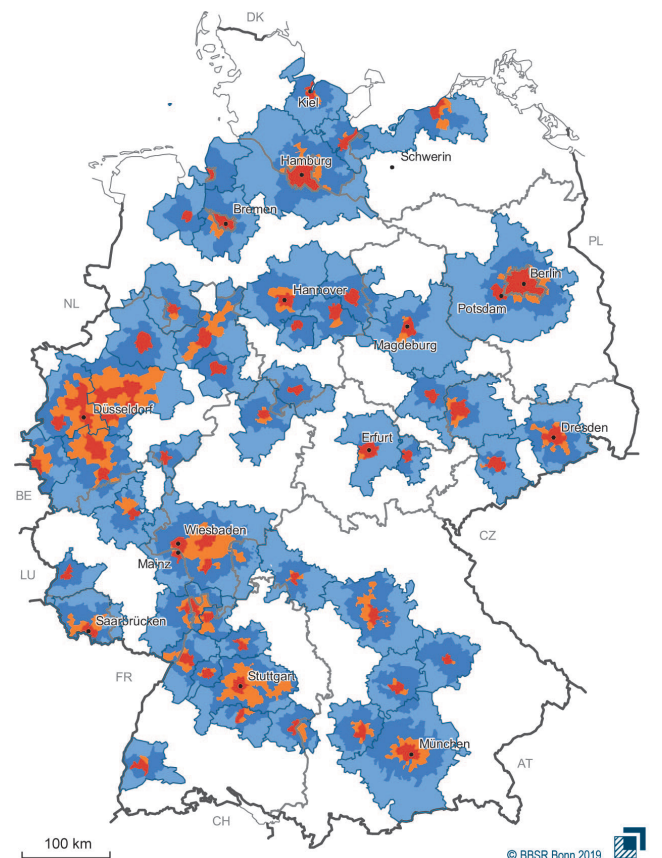 DK
Kiel
Schwerin
Hamburg
Bremen
PL
Berlin
NL
Hannover
Potsdam
Magdeburg
Düsseldorf
Dresden
Erfurt
BE
CZ
Wiesbaden
Mainz
LU
Saarbrücken
FR
Stuttgart
München
AT
CH
100 km
© BBSR Bonn 2019